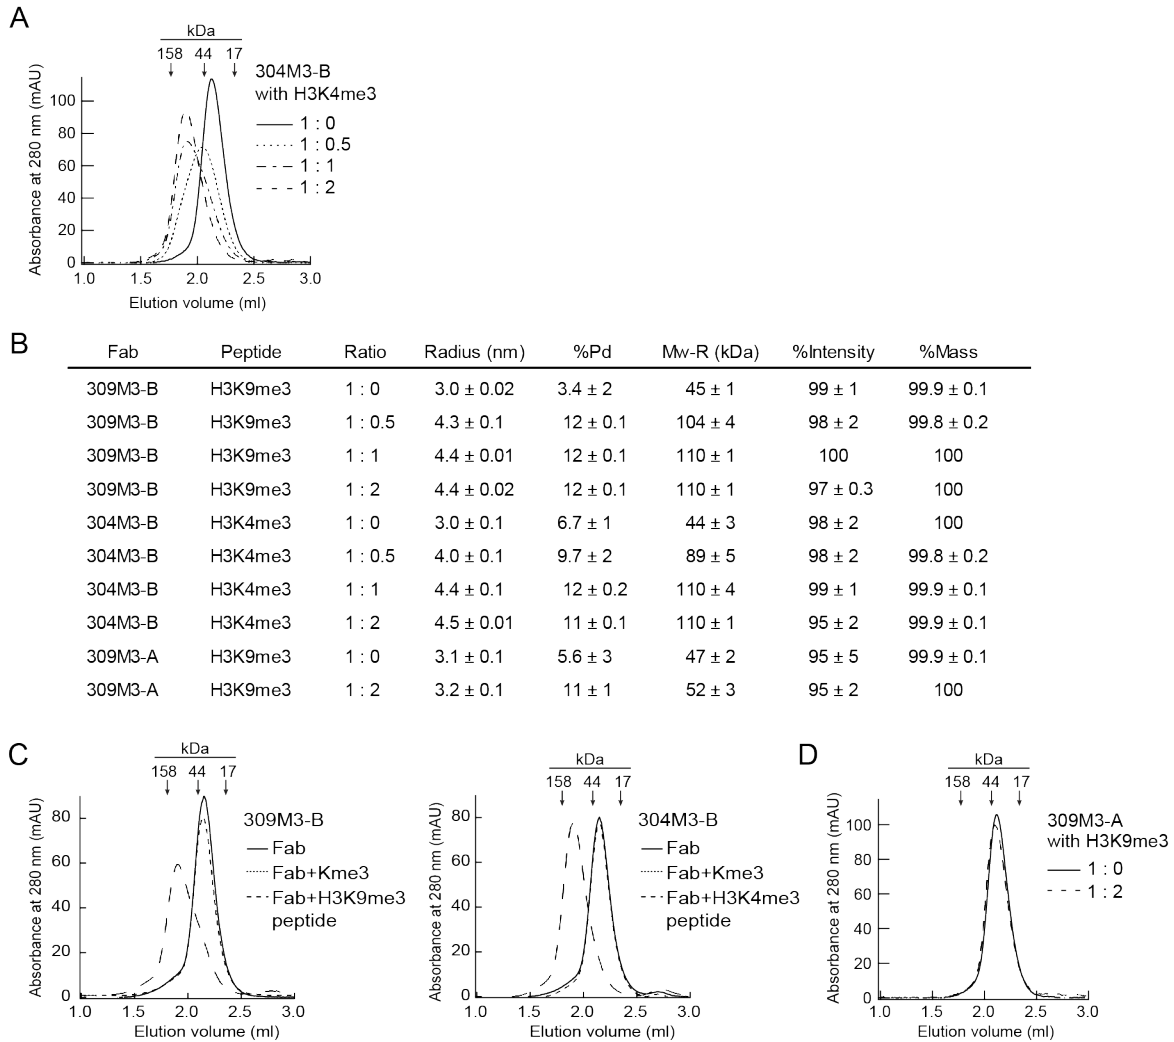 A
kDa
158 44 17
304M3-B
with H3K4me3
1 : 0
1 : 0.5
1 : 1
1 : 2
Absorbance at 280 nm (mAU)
100
80
60
40
20
0
1.0 1.5 2.0 2.5 3.0
Elution volume (ml)
B
Fab Peptide Ratio Radius (nm) %Pd Mw-R (kDa) %Intensity %Mass
309M3-B H3K9me3 1 : 0 3.0 ± 0.02 3.4 ± 2 45 ± 1 99 ± 1 99.9 ± 0.1
309M3-B H3K9me3 1 : 0.5 4.3 ± 0.1 12 ± 0.1 104 ± 4 98 ± 2 99.8 ± 0.2
309M3-B H3K9me3 1 : 1 4.4 ± 0.01 12 ± 0.1 110 ± 1 100 100
309M3-B H3K9me3 1 : 2 4.4 ± 0.02 12 ± 0.1 110 ± 1 97 ± 0.3 100
304M3-B H3K4me3 1 : 0 3.0 ± 0.1 6.7 ± 1 44 ± 3 98 ± 2 100
304M3-B H3K4me3 1 : 0.5 4.0 ± 0.1 9.7 ± 2 89 ± 5 98 ± 2 99.8 ± 0.2
304M3-B H3K4me3 1 : 1 4.4 ± 0.1 12 ± 0.2 110 ± 4 99 ± 1 99.9 ± 0.1
304M3-B H3K4me3 1 : 2 4.5 ± 0.01 11 ± 0.1 110 ± 1 95 ± 2 99.9 ± 0.1
309M3-A H3K9me3 1 : 0 3.1 ± 0.1 5.6 ± 3 47 ± 2 95 ± 5 99.9 ± 0.1
309M3-A H3K9me3 1 : 2 3.2 ± 0.1 11 ± 1 52 ± 3 95 ± 2 100
C
kDa
158 44 17
309M3-B
Fab
Fab+Kme3
Fab+H3K9me3
peptide
Absorbance at 280 nm (mAU)
80
60
40
20
0
1.0 1.5 2.0 2.5 3.0
Elution volume (ml)
kDa
158 44 17
304M3-B
Fab
Fab+Kme3
Fab+H3K4me3
peptide
Absorbance at 280 nm (mAU)
80
60
40
20
0
1.0 1.5 2.0 2.5 3.0
Elution volume (ml)
D
kDa
158 44 17
309M3-A
with H3K9me3
1 : 0
1 : 2
Absorbance at 280 nm (mAU)
100
80
60
40
20
0
1.0 1.5 2.0 2.5 3.0
Elution volume (ml)